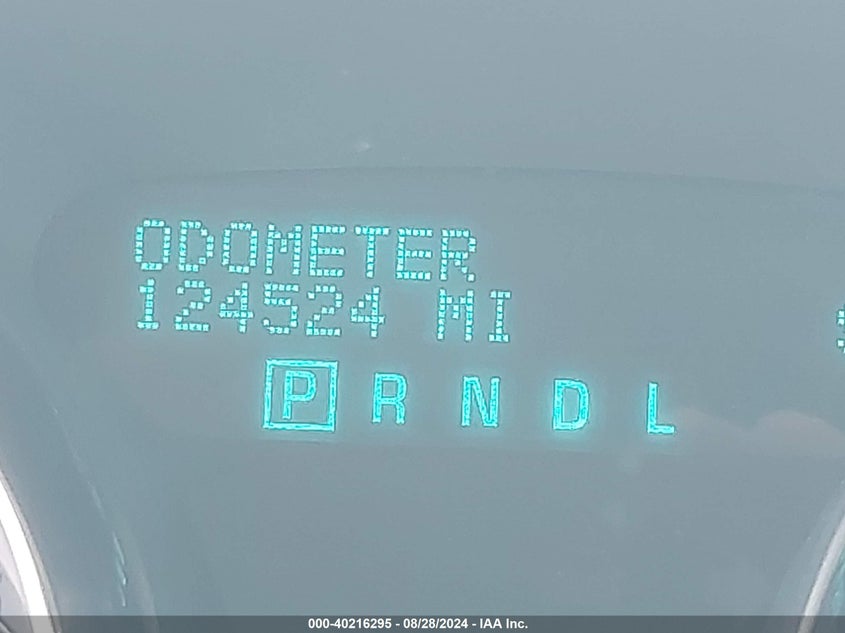 ODOMETER
124524 MI
P R N D L
000-40216295 - 08/28/2024 - IAA Inc.